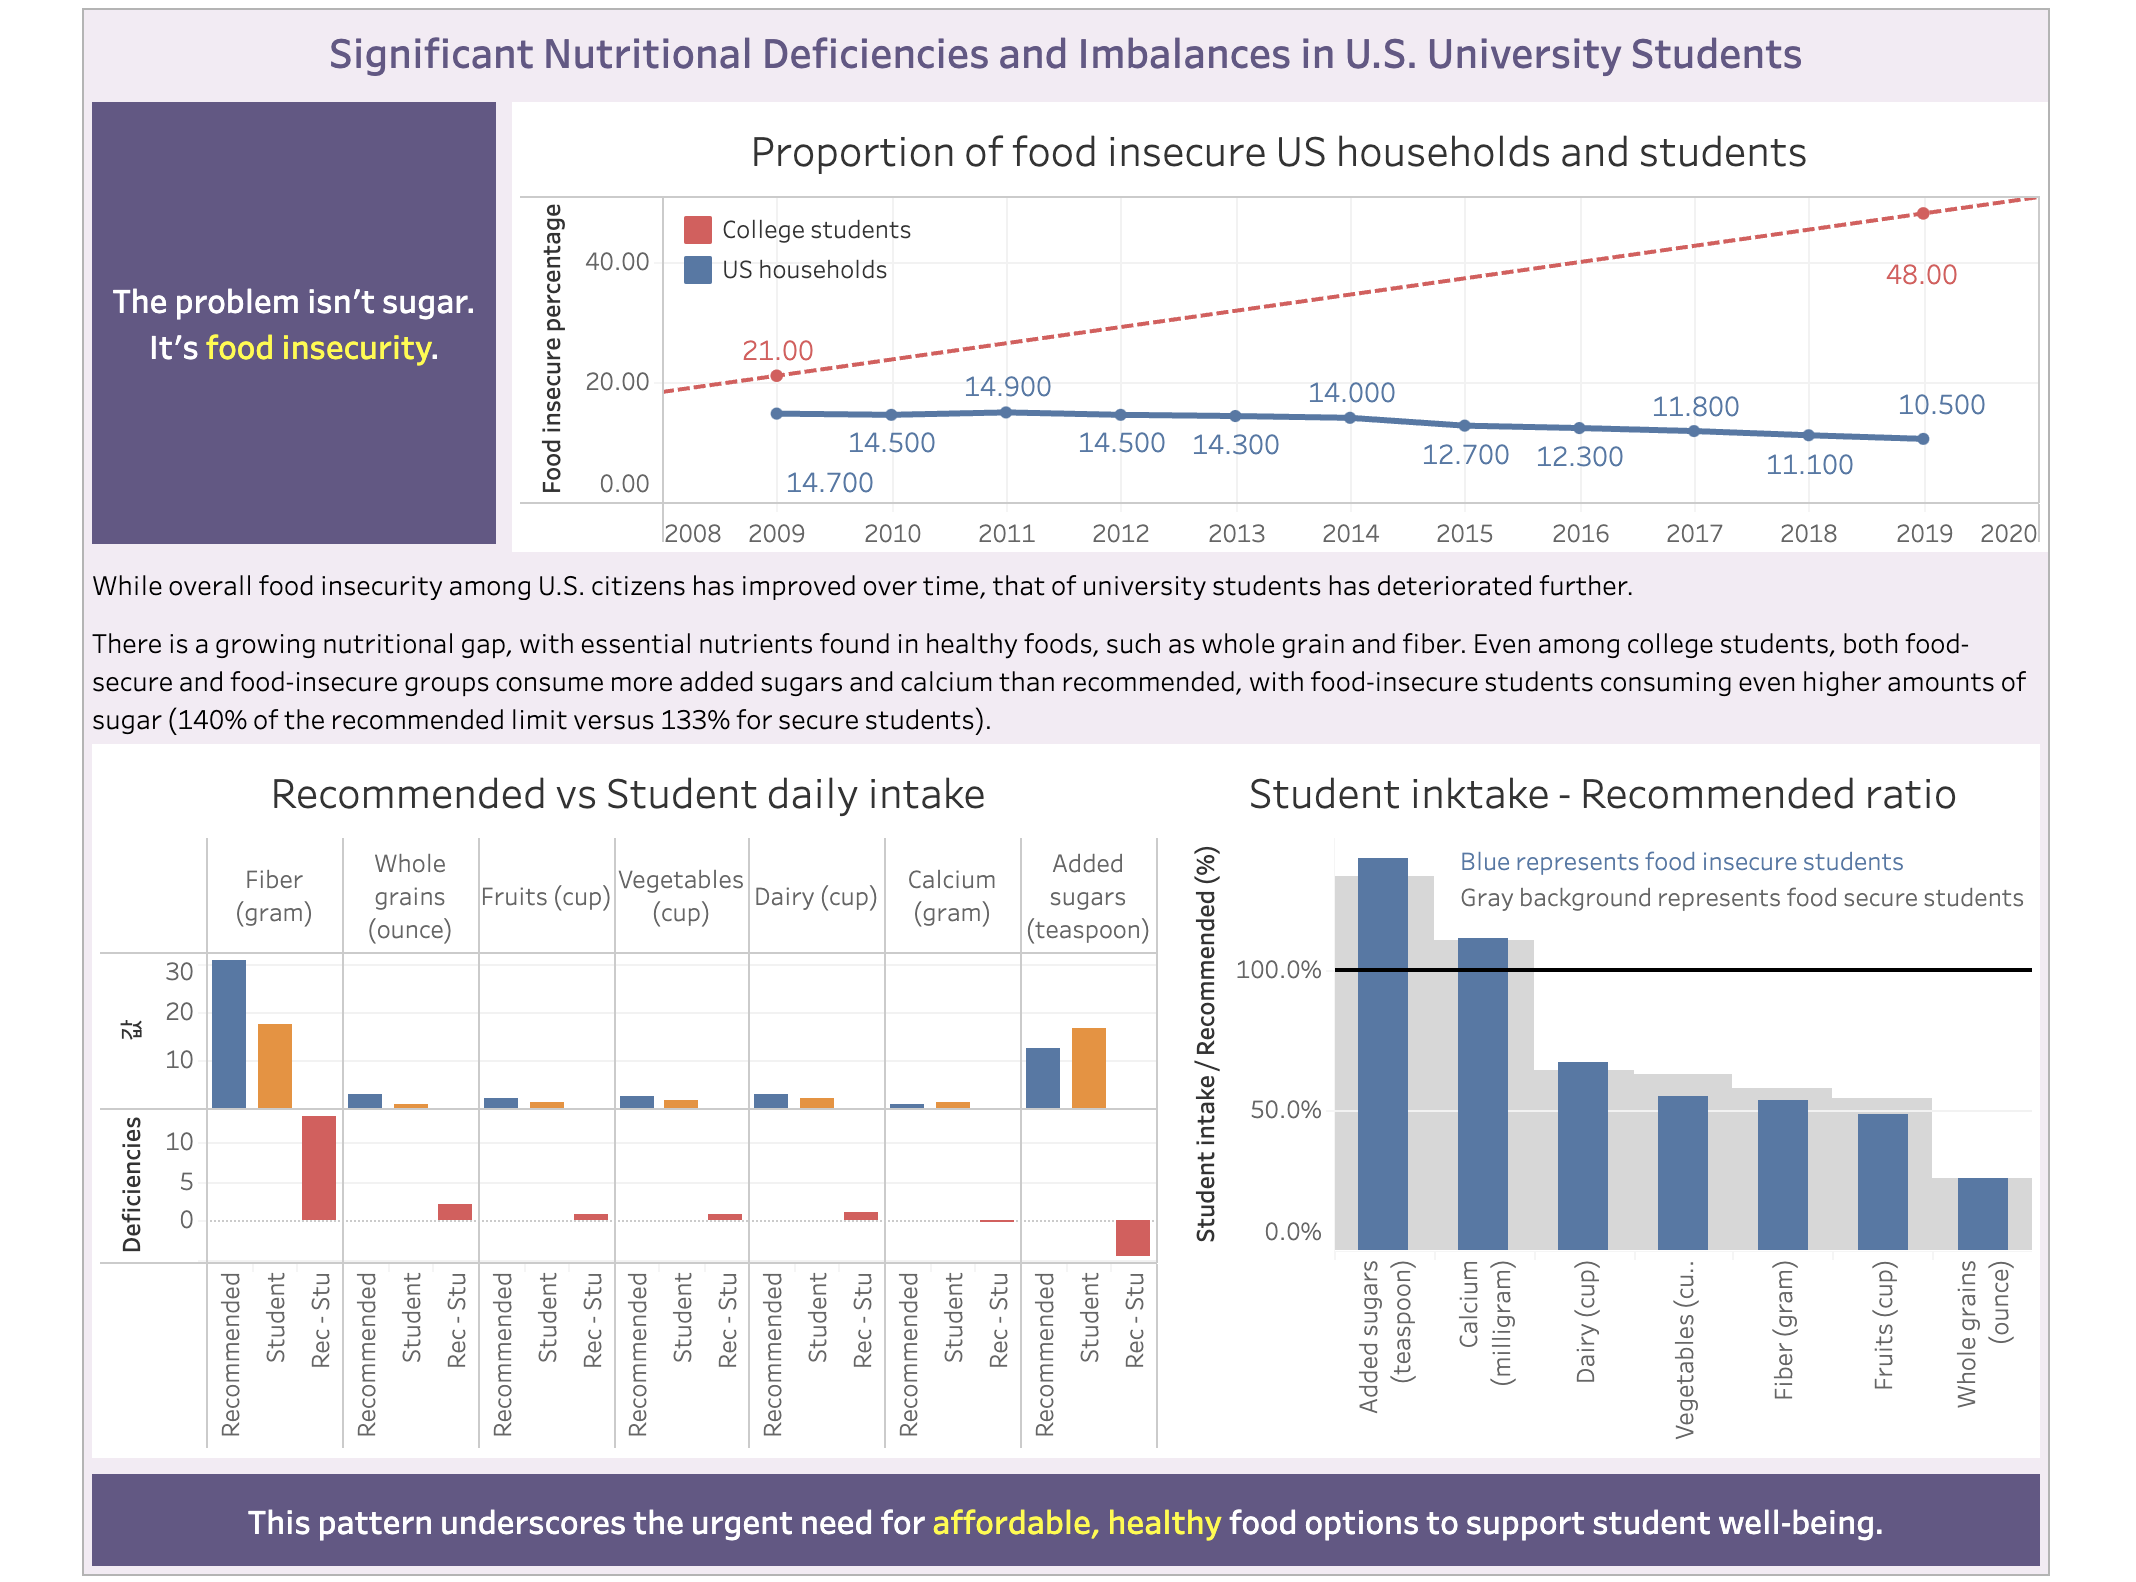 Significant Nutritional Deficiencies and Imbalances in U.S. University Students
The problem isn't sugar.
It's food insecurity.
Proportion of food insecure US households and students
Food insecure percentage
40.00
20.00
0.00
College students
US households
21.00
48.00
14.700
14.500
14.900
14.500
14.300
14.000
12.700
12.300
11.800
11.100
10.500
2008
2009
2010
2011
2012
2013
2014
2015
2016
2017
2018
2019
2020
While overall food insecurity among U.S. citizens has improved over time, that of university students has deteriorated further.
There is a growing nutritional gap, with essential nutrients found in healthy foods, such as whole grain and fiber. Even among college students, both food-
secure and food-insecure groups consume more added sugars and calcium than recommended, with food-insecure students consuming even higher amounts of
sugar (140% of the recommended limit versus 133% for secure students).
Recommended vs Student daily intake
Fiber
(gram)
Whole
grains
(ounce)
Fruits (cup)
Vegetables
(cup)
Dairy (cup)
Calcium
(gram)
Added
sugars
(teaspoon)
값
30
20
10
Deficiencies
10
5
0
Recommended
Student
Rec - Stu
Recommended
Student
Rec - Stu
Recommended
Student
Rec - Stu
Recommended
Student
Rec - Stu
Recommended
Student
Rec - Stu
Recommended
Student
Rec - Stu
Recommended
Student
Rec - Stu
Student inktake - Recommended ratio
Student intake / Recommended (%)
Blue represents food insecure students
Gray background represents food secure students
100.0%
50.0%
0.0%
Added sugars
(teaspoon)
Calcium
(milligram)
Dairy (cup)
Vegetables (cu..
Fiber (gram)
Fruits (cup)
Whole grains
(ounce)
This pattern underscores the urgent need for affordable, healthy food options to support student well-being.